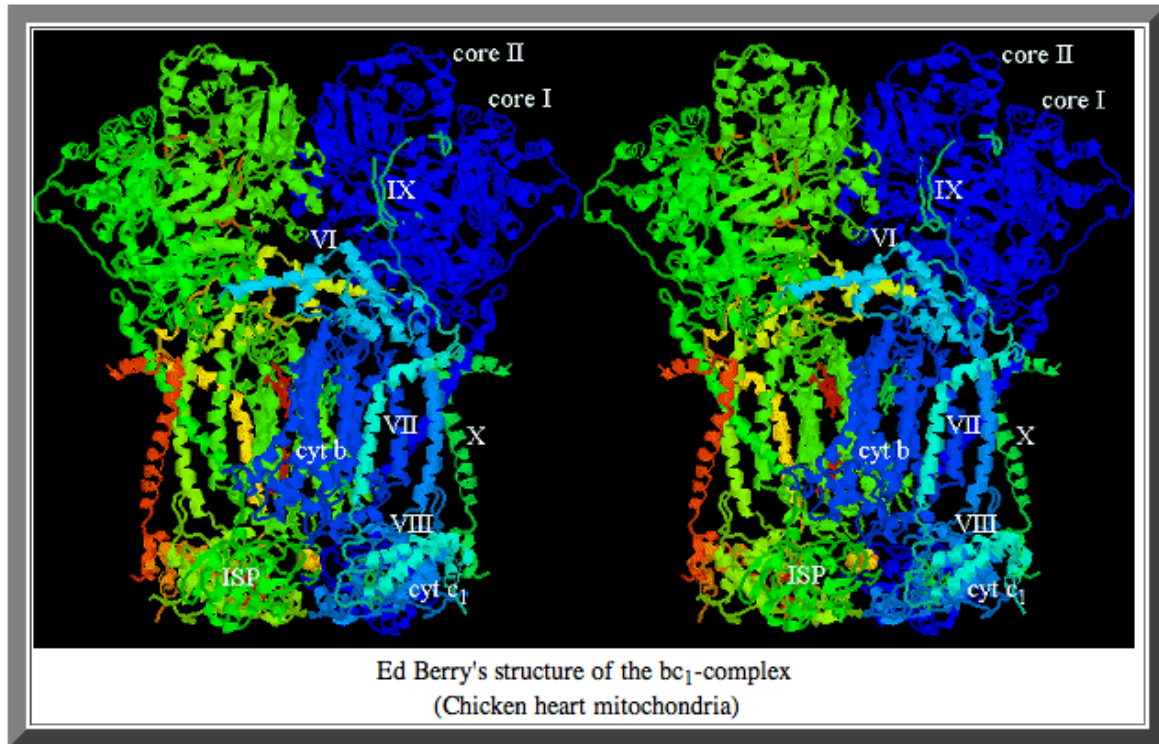 core II
core I
IX
VI
VII
X
cyt b
VIII
ISP
cyt c₁
core II
core I
IX
VI
VII
X
cyt b
VIII
ISP
cyt c₁
Ed Berry's structure of the bc₁-complex
(Chicken heart mitochondria)